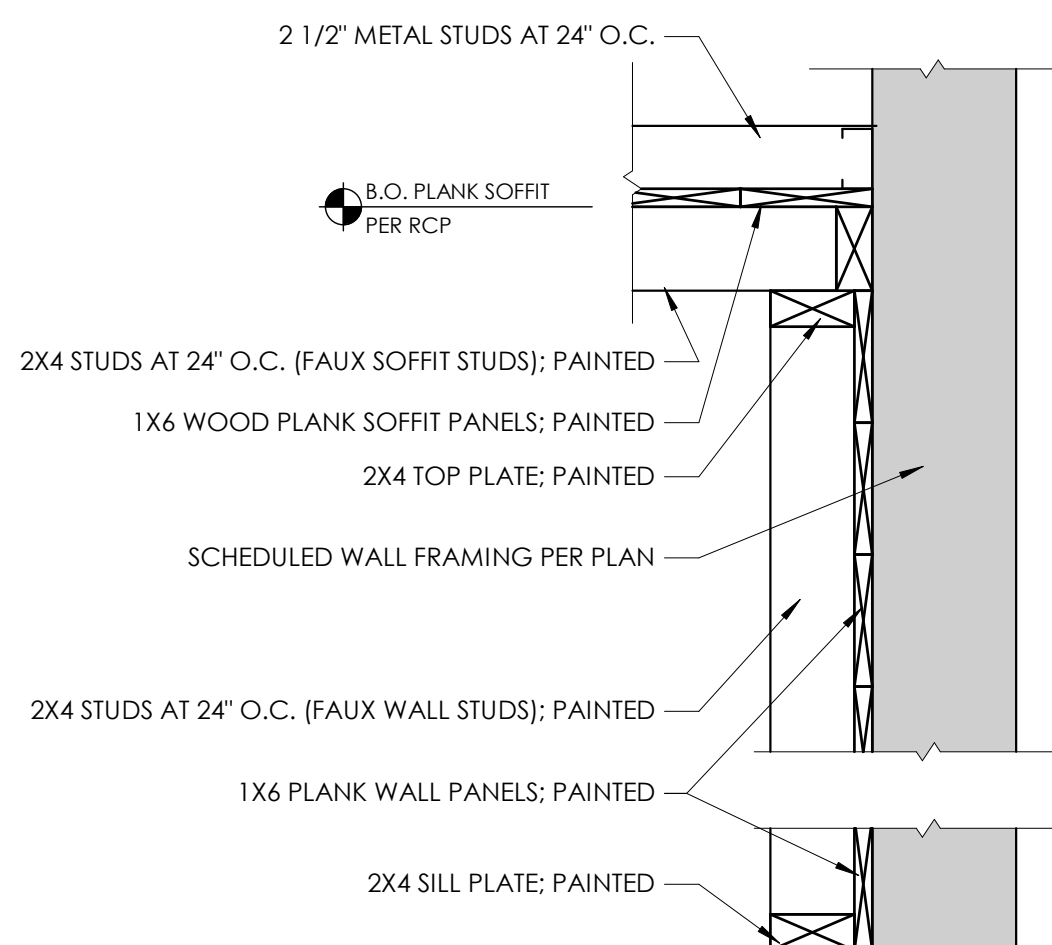 2 1/2" METAL STUDS AT 24" O.C.
B.O. PLANK SOFFIT
PER RCP
2X4 STUDS AT 24" O.C. (FAUX SOFFIT STUDS); PAINTED
1X6 WOOD PLANK SOFFIT PANELS; PAINTED
2X4 TOP PLATE; PAINTED
SCHEDULED WALL FRAMING PER PLAN
2X4 STUDS AT 24" O.C. (FAUX WALL STUDS); PAINTED
1X6 PLANK WALL PANELS; PAINTED
2X4 SILL PLATE; PAINTED